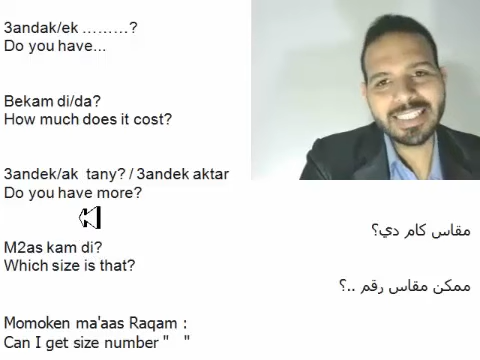 3andak/ek .........?
Do you have...
Bekam di/da?
How much does it cost?
3andek/ak tany? / 3andek aktar
Do you have more?
M2as kam di?
Which size is that?
Momoken ma'aas Raqam :
Can I get size number " "
مقاس كام دي؟
ممكن مقاس رقم ..؟